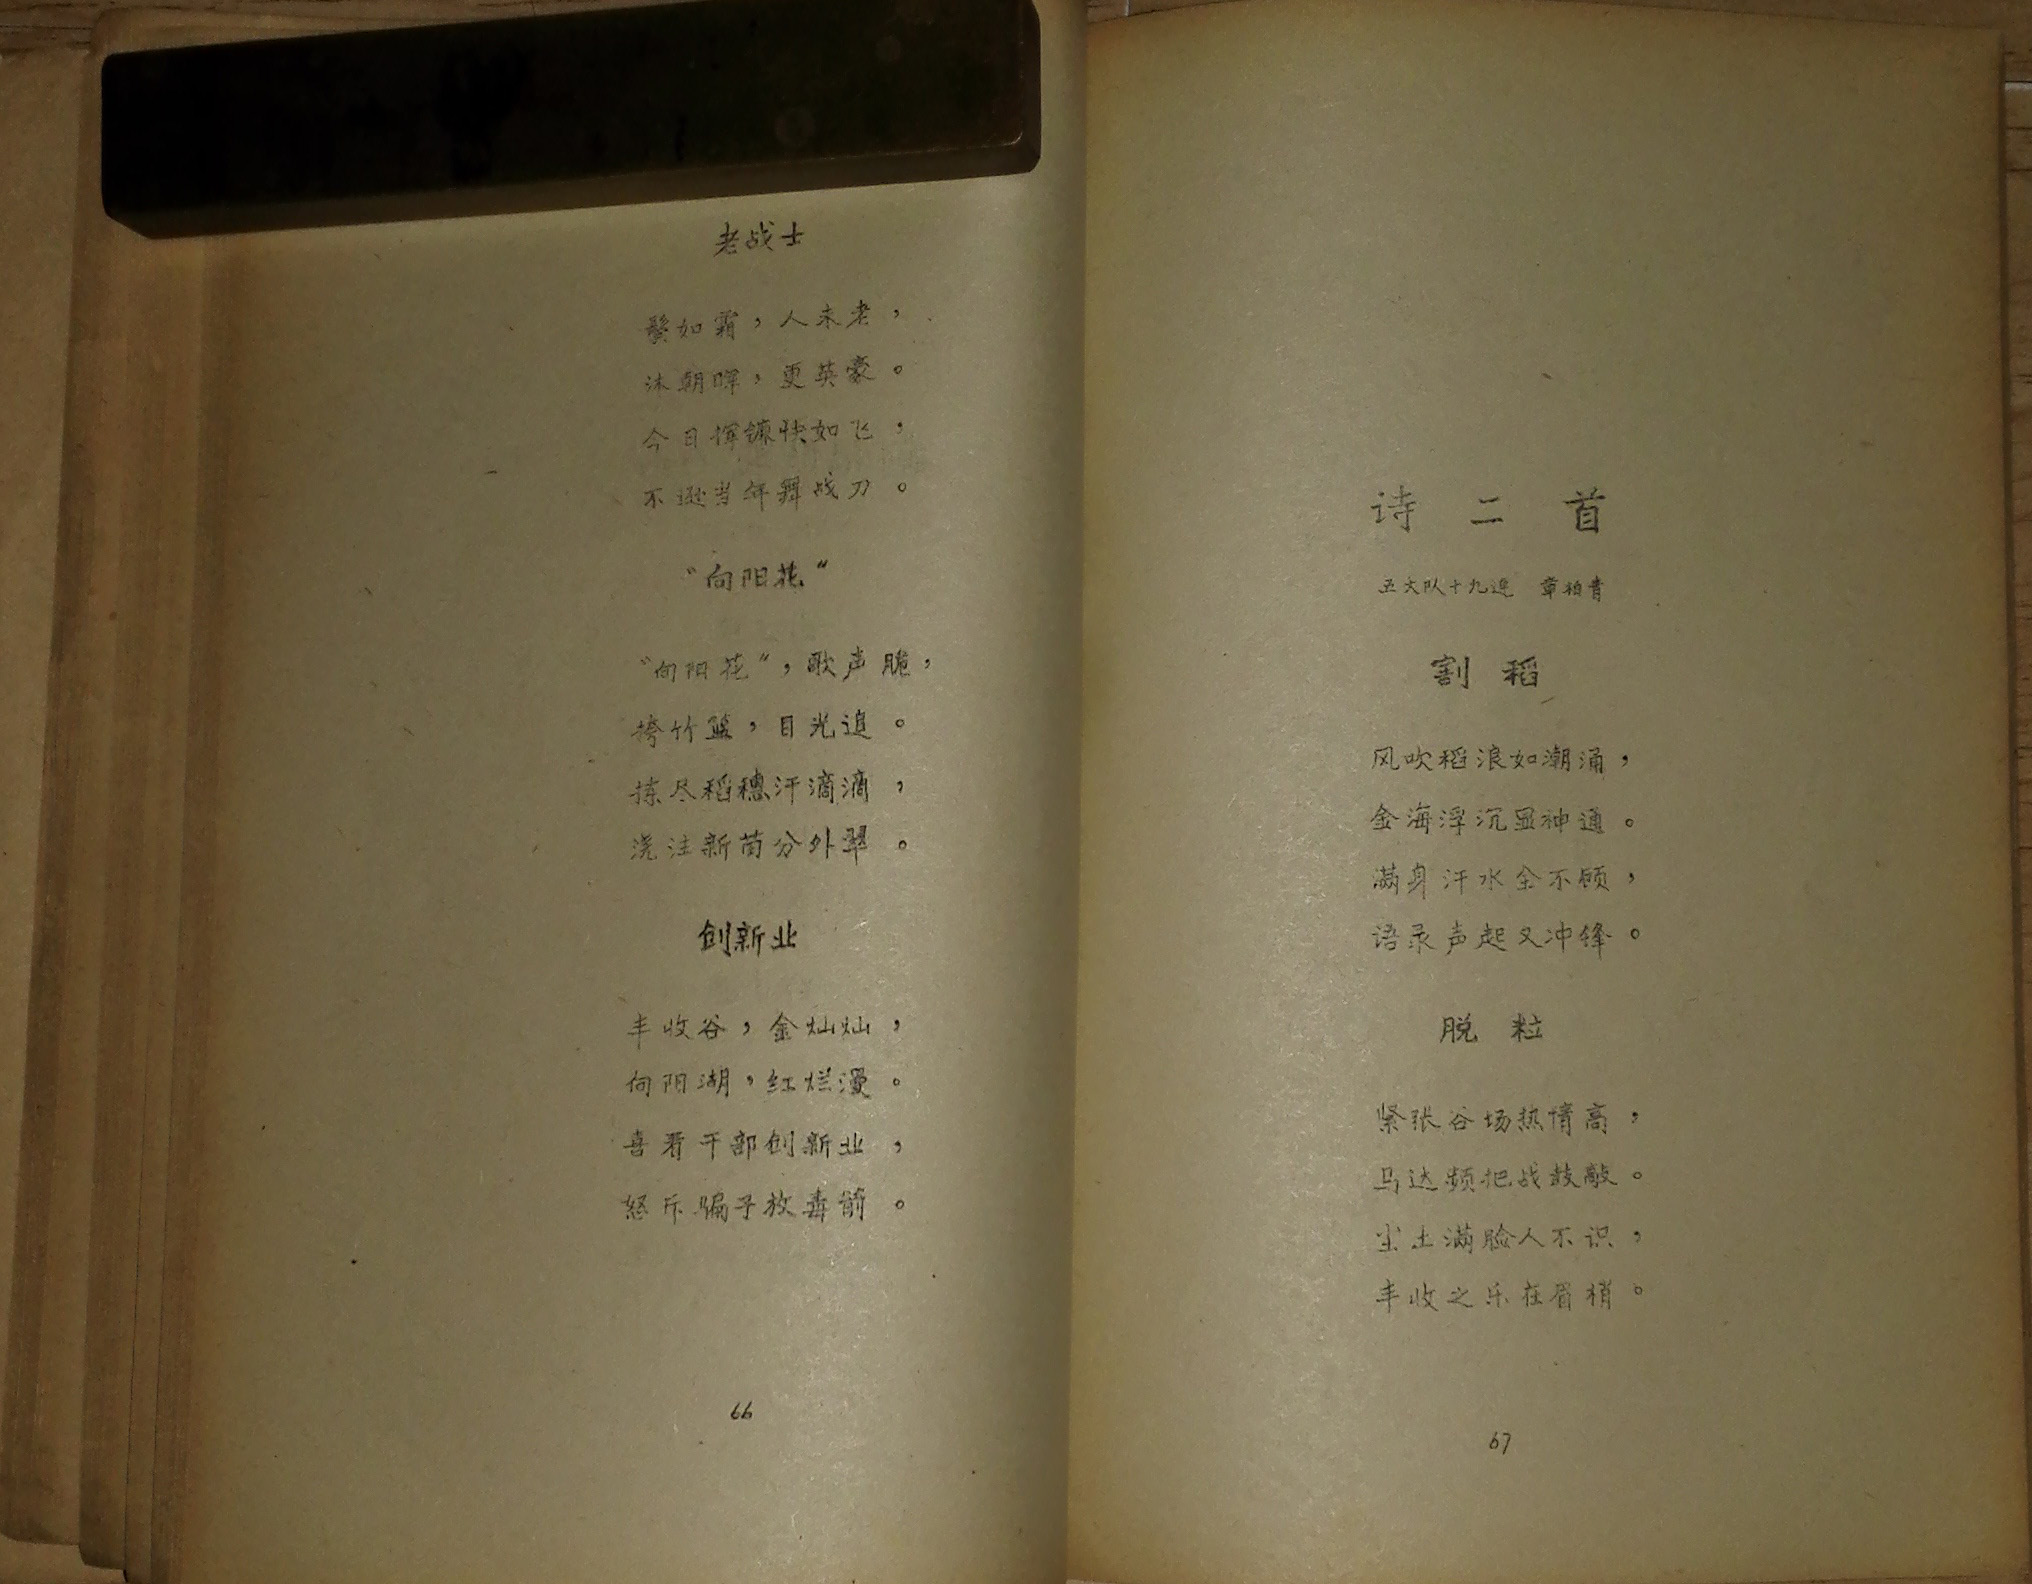 老战士
鬓如霜，人未老，
沐朝晖，更英豪。
今日挥镰快如飞，
不逊当年舞战刀。
“向阳花”
“向阳花”，歌声脆，
挎竹篮，目光追。
拣尽稻穗汗滴滴，
浇注新苗分外翠。
创新业
丰收谷，金灿灿，
向阳湖，红烂漫。
喜看干部创新业，
怒斥骗子放毒箭。
66
诗二首
五大队十九连 章柏青
割稻
风吹稻浪如潮涌，
金海浮沉显神通。
满身汗水全不顾，
语录声起又冲锋。
脱粒
紧张谷场热情高，
马达频把战鼓敲。
尘土满脸人不识，
丰收之乐在眉梢。
67